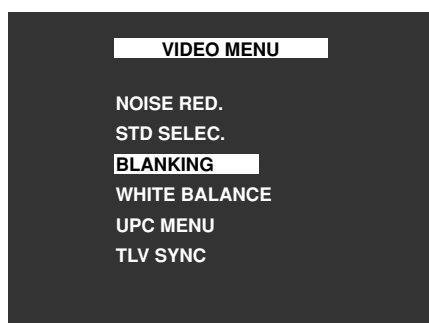 VIDEO MENU
NOISE RED.
STD SELEC.
BLANKING
WHITE BALANCE
UPC MENU
TLV SYNC